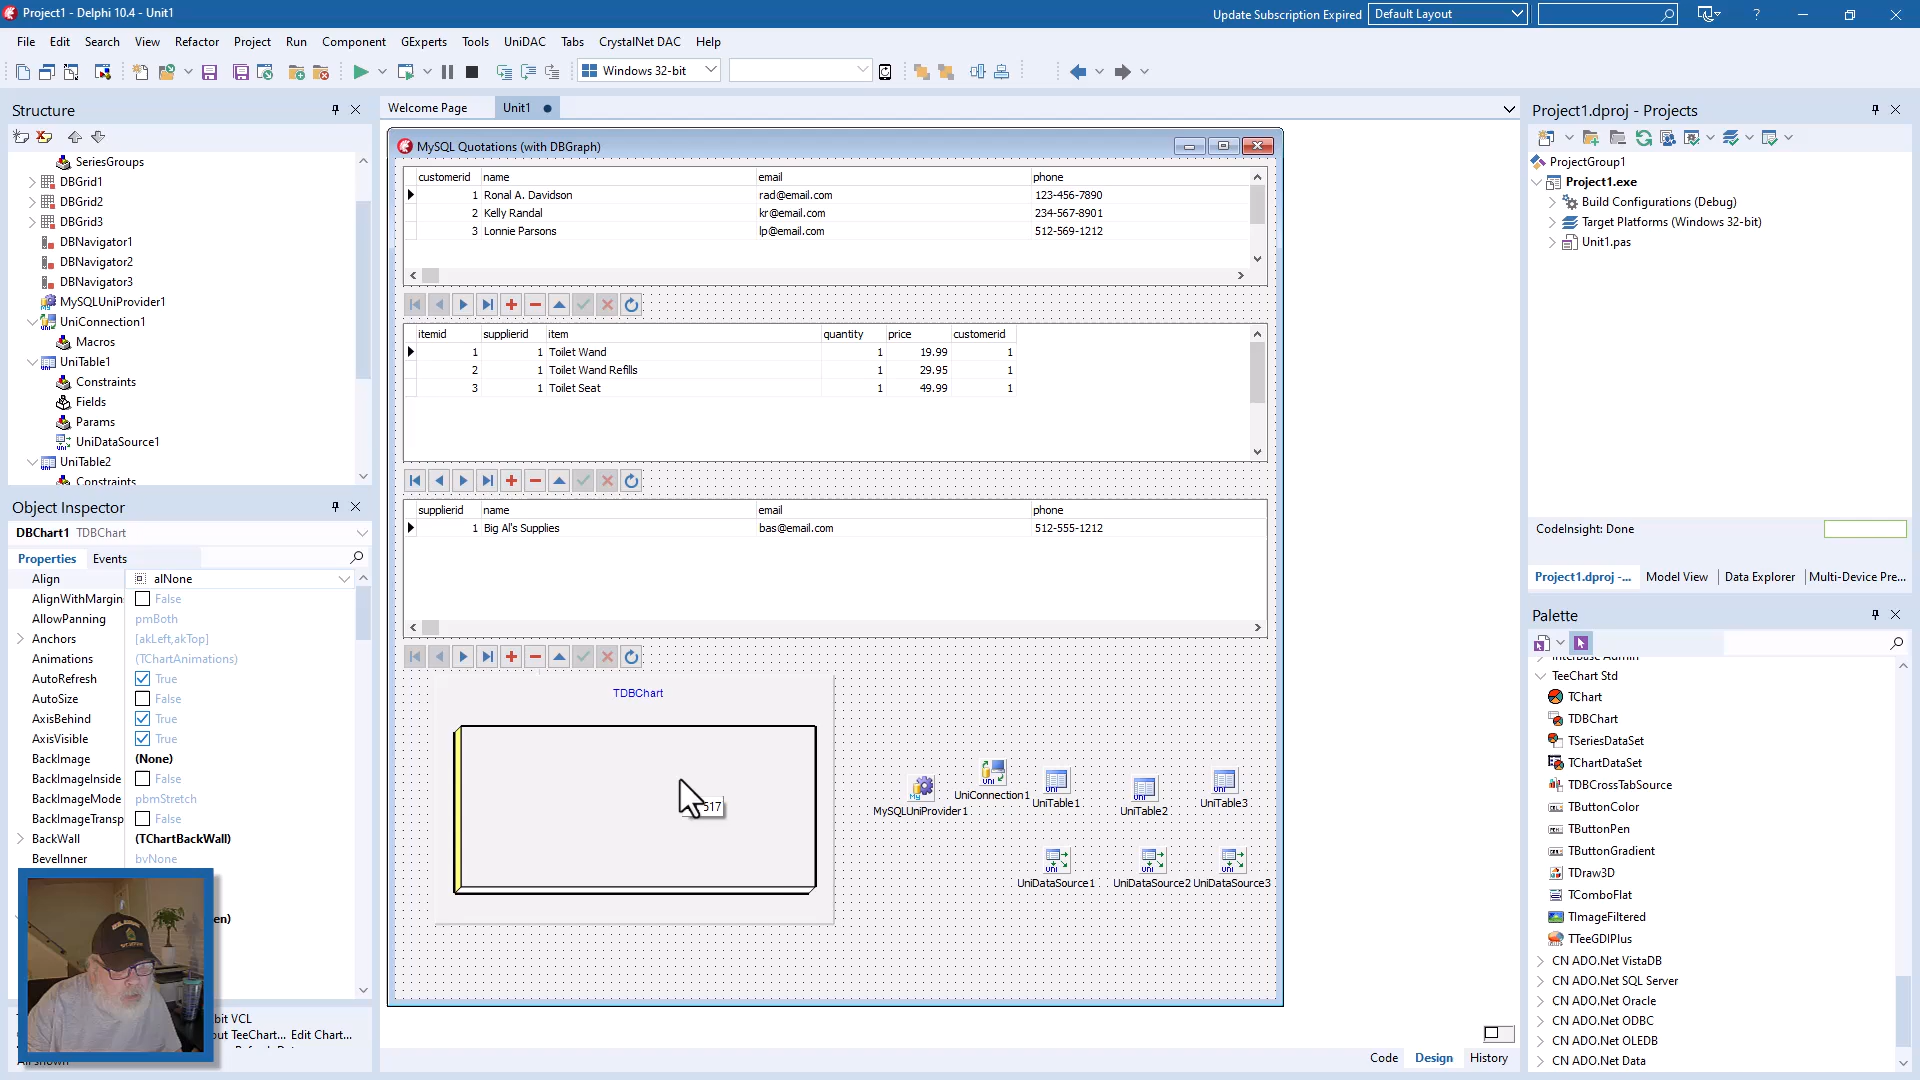 Project1 - Delphi 10.4 - Unit1
Update Subscription Expired
Default Layout
?
File Edit Search View Refactor Project Run Component GExperts Tools UniDAC Tabs CrystalNet DAC Help
Windows 32-bit
Structure
SeriesGroups
DBGrid1
DBGrid2
DBGrid3
DBNavigator1
DBNavigator2
DBNavigator3
MySQLUniProvider1
UniConnection1
Macros
UniTable1
Constraints
Fields
Params
UniDataSource1
UniTable2
Constraints
Object Inspector
DBChart1 TDBChart
Properties Events
Align alNone
AlignWithMargin False
AllowPanning pmBoth
Anchors [akLeft,akTop]
Animations (TChartAnimations)
AutoRefresh True
AutoSize False
AxisBehind True
AxisVisible True
BackImage (None)
BackImageInside False
BackImageMode pbmStretch
BackImageTransp False
BackWall (TChartBackWall)
BevelInner bvNone
en)
bit VCL
out TeeChart... Edit Chart...
All shown
Welcome Page Unit1
MySQL Quotations (with DBGraph)
customerid name email phone
1 Ronal A. Davidson rad@email.com 123-456-7890
2 Kelly Randal kr@email.com 234-567-8901
3 Lonnie Parsons lp@email.com 512-569-1212
itemid supplierid item quantity price customerid
1 1 Toilet Wand 1 19.99 1
2 1 Toilet Wand Refills 1 29.95 1
3 1 Toilet Seat 1 49.99 1
supplierid name email phone
1 Big Al's Supplies bas@email.com 512-555-1212
TDBChart
517
MySQLUniProvider1
UniConnection1
UniTable1
UniTable2
UniTable3
UniDataSource1
UniDataSource2
UniDataSource3
Code Design History
Project1.dproj - Projects
ProjectGroup1
Project1.exe
Build Configurations (Debug)
Target Platforms (Windows 32-bit)
Unit1.pas
CodeInsight: Done
Project1.dproj -... Model View Data Explorer Multi-Device Pre...
Palette
InterBase Admin
TeeChart Std
TChart
TDBChart
TSeriesDataSet
TChartDataSet
TDBCrossTabSource
TButtonColor
TButtonPen
TButtonGradient
TDraw3D
TComboFlat
TImageFiltered
TTeeGDIPlus
CN ADO.Net VistaDB
CN ADO.Net SQL Server
CN ADO.Net Oracle
CN ADO.Net ODBC
CN ADO.Net OLEDB
CN ADO.Net Data